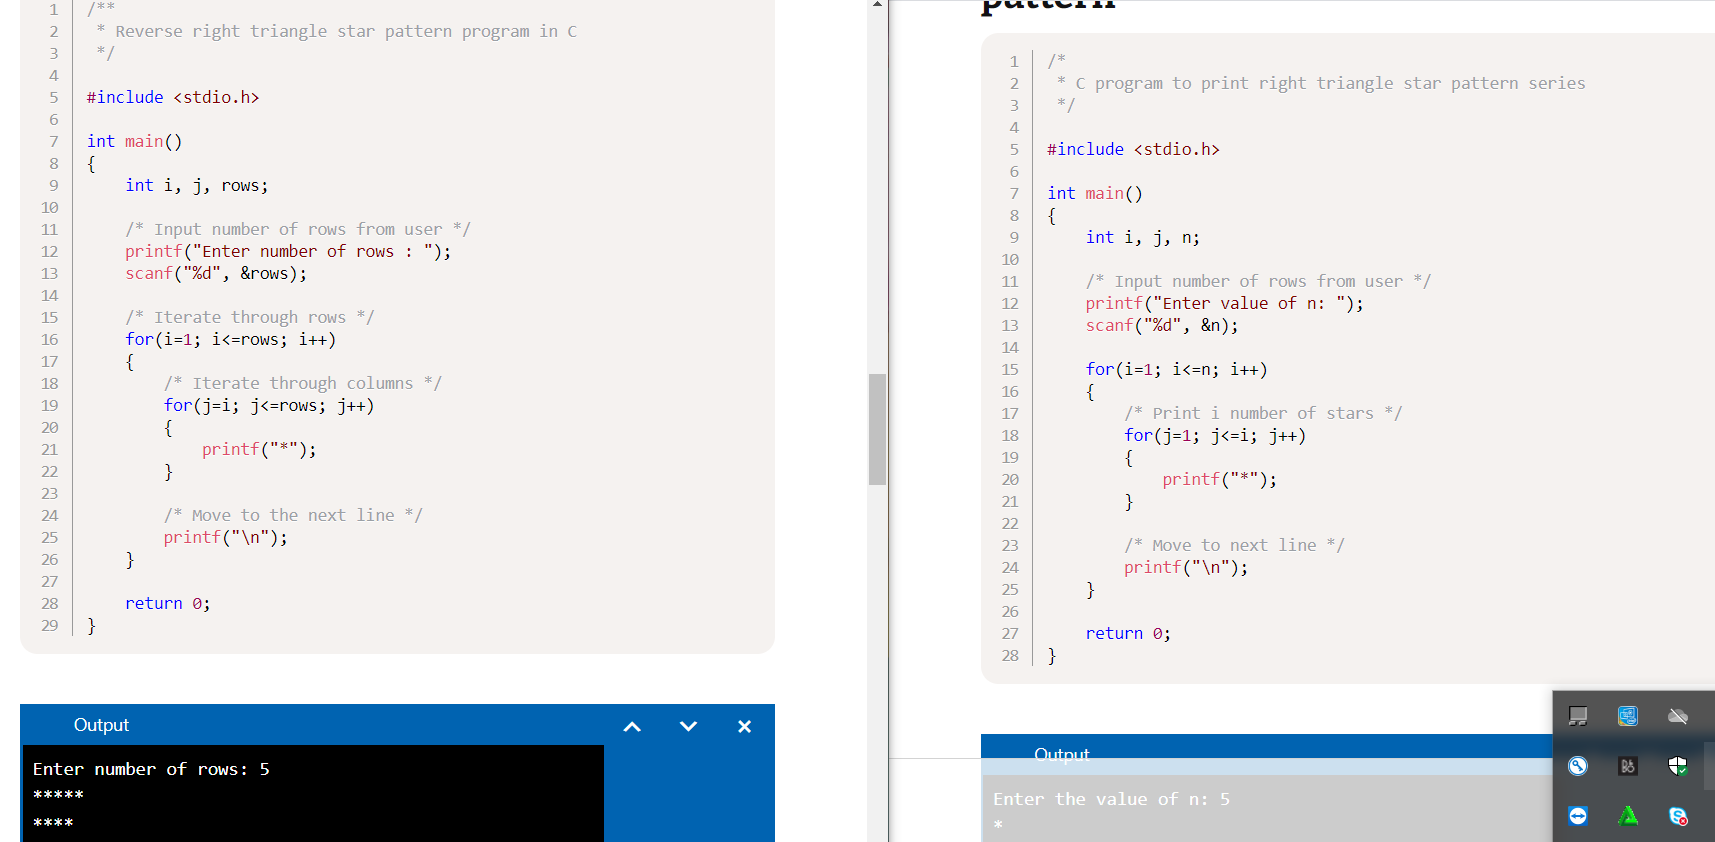 1 /**
2  * Reverse right triangle star pattern program in C
3  */
4
5 #include <stdio.h>
6
7 int main()
8 {
9     int i, j, rows;
10
11     /* Input number of rows from user */
12     printf("Enter number of rows : ");
13     scanf("%d", &rows);
14
15     /* Iterate through rows */
16     for(i=1; i<=rows; i++)
17     {
18         /* Iterate through columns */
19         for(j=i; j<=rows; j++)
20         {
21             printf("*");
22         }
23
24         /* Move to the next line */
25         printf("\n");
26     }
27
28     return 0;
29 }
Output
Enter number of rows: 5
*****
****
pattern
1 /*
2  * C program to print right triangle star pattern series
3  */
4
5 #include <stdio.h>
6
7 int main()
8 {
9     int i, j, n;
10
11     /* Input number of rows from user */
12     printf("Enter value of n: ");
13     scanf("%d", &n);
14
15     for(i=1; i<=n; i++)
16     {
17         /* Print i number of stars */
18         for(j=1; j<=i; j++)
19         {
20             printf("*");
21         }
22
23         /* Move to next line */
24         printf("\n");
25     }
26
27     return 0;
28 }
Output
Enter the value of n: 5
*